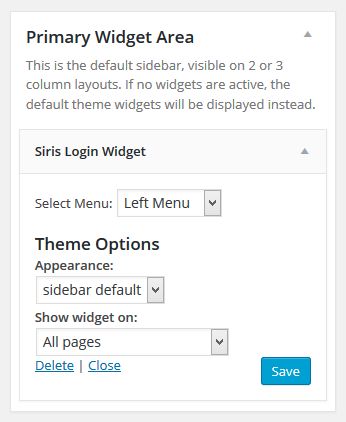 Primary Widget Area
This is the default sidebar, visible on 2 or 3
column layouts. If no widgets are active, the
default theme widgets will be displayed instead.
Siris Login Widget
Select Menu: Left Menu
Theme Options
Appearance:
sidebar default
Show widget on:
All pages
Delete | Close
Save